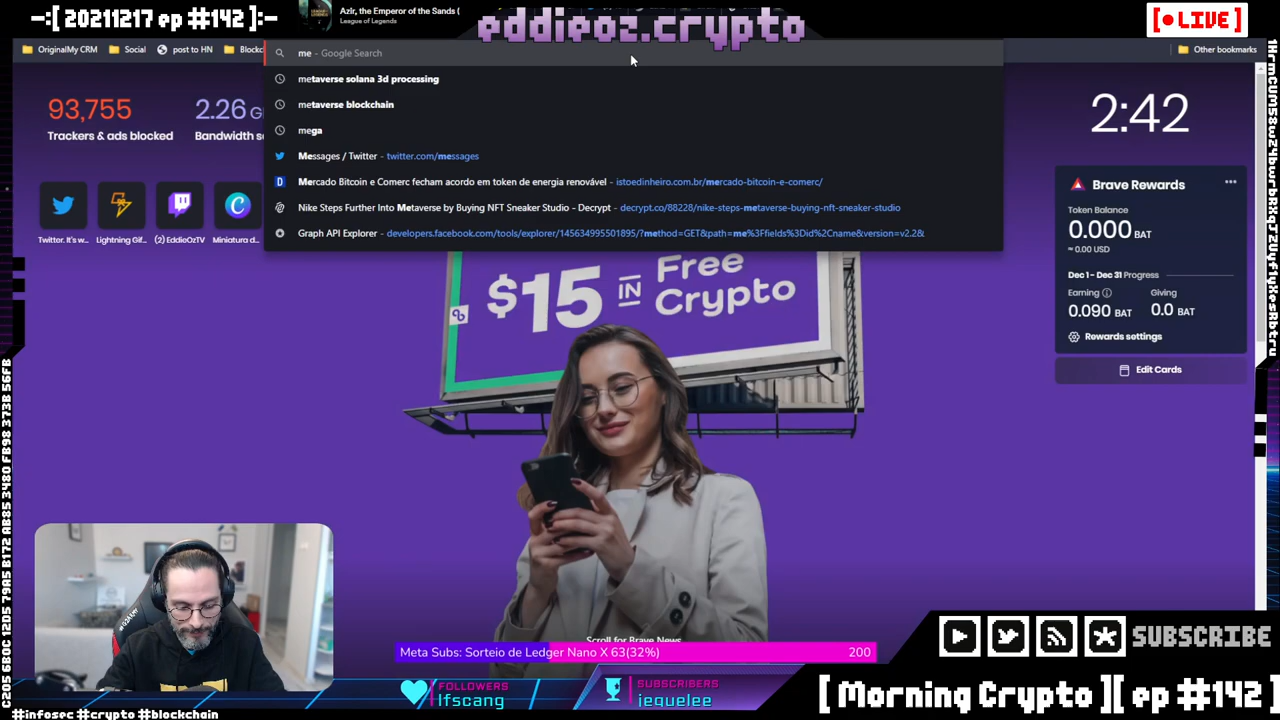 -:[ 20211217 ep #142 ]:-
Azir, the Emperor of the Sands (
League of Legends
eddieoz.crypto
[•LIVE]
OriginalMy CRM
Social
post to HN
Blockc
Other bookmarks
me - Google Search
metaverse solana 3d processing
metaverse blockchain
mega
Messages / Twitter - twitter.com/messages
Mercado Bitcoin e Comerc fecham acordo em token de energia renovável - istoedinheiro.com.br/mercado-bitcoin-e-comerc/
Nike Steps Further Into Metaverse by Buying NFT Sneaker Studio - Decrypt - decrypt.co/88228/nike-steps-metaverse-buying-nft-sneaker-studio
Graph API Explorer - developers.facebook.com/tools/explorer/145634995501895/?method=GET&path=me%3Ffields%3Did%2Cname&version=v2.2&
93,755
Trackers & ads blocked
2.26 G
Bandwidth sa
2:42
Twitter. It's w...
Lightning Gif...
(2) EddieOzTV
Miniatura d...
Brave Rewards
Token Balance
0.000 BAT
≈ 0.00 USD
Dec 1 - Dec 31 Progress
Earning
Giving
0.090 BAT
0.0 BAT
Rewards settings
Edit Cards
$15 IN Free
Crypto
Scroll for Brave News
Meta Subs: Sorteio de Ledger Nano X 63(32%)
200
FOLLOWERS
lfscang
SUBSCRIBERS
jequelee
SUBSCRIBE
[ Morning Crypto ][ ep #142 ]
#infosec #crypto #blockchain